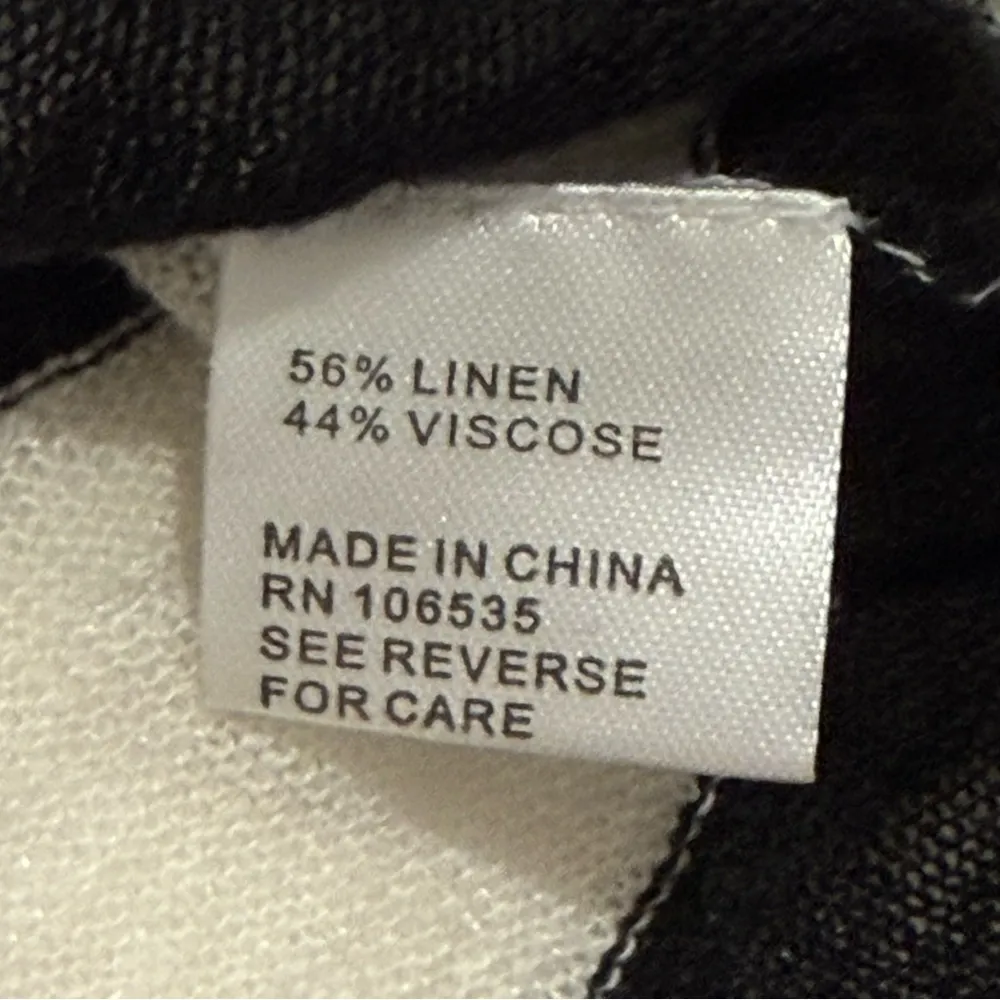 56% LINEN
44% VISCOSE
MADE IN CHINA
RN 106535
SEE REVERSE
FOR CARE